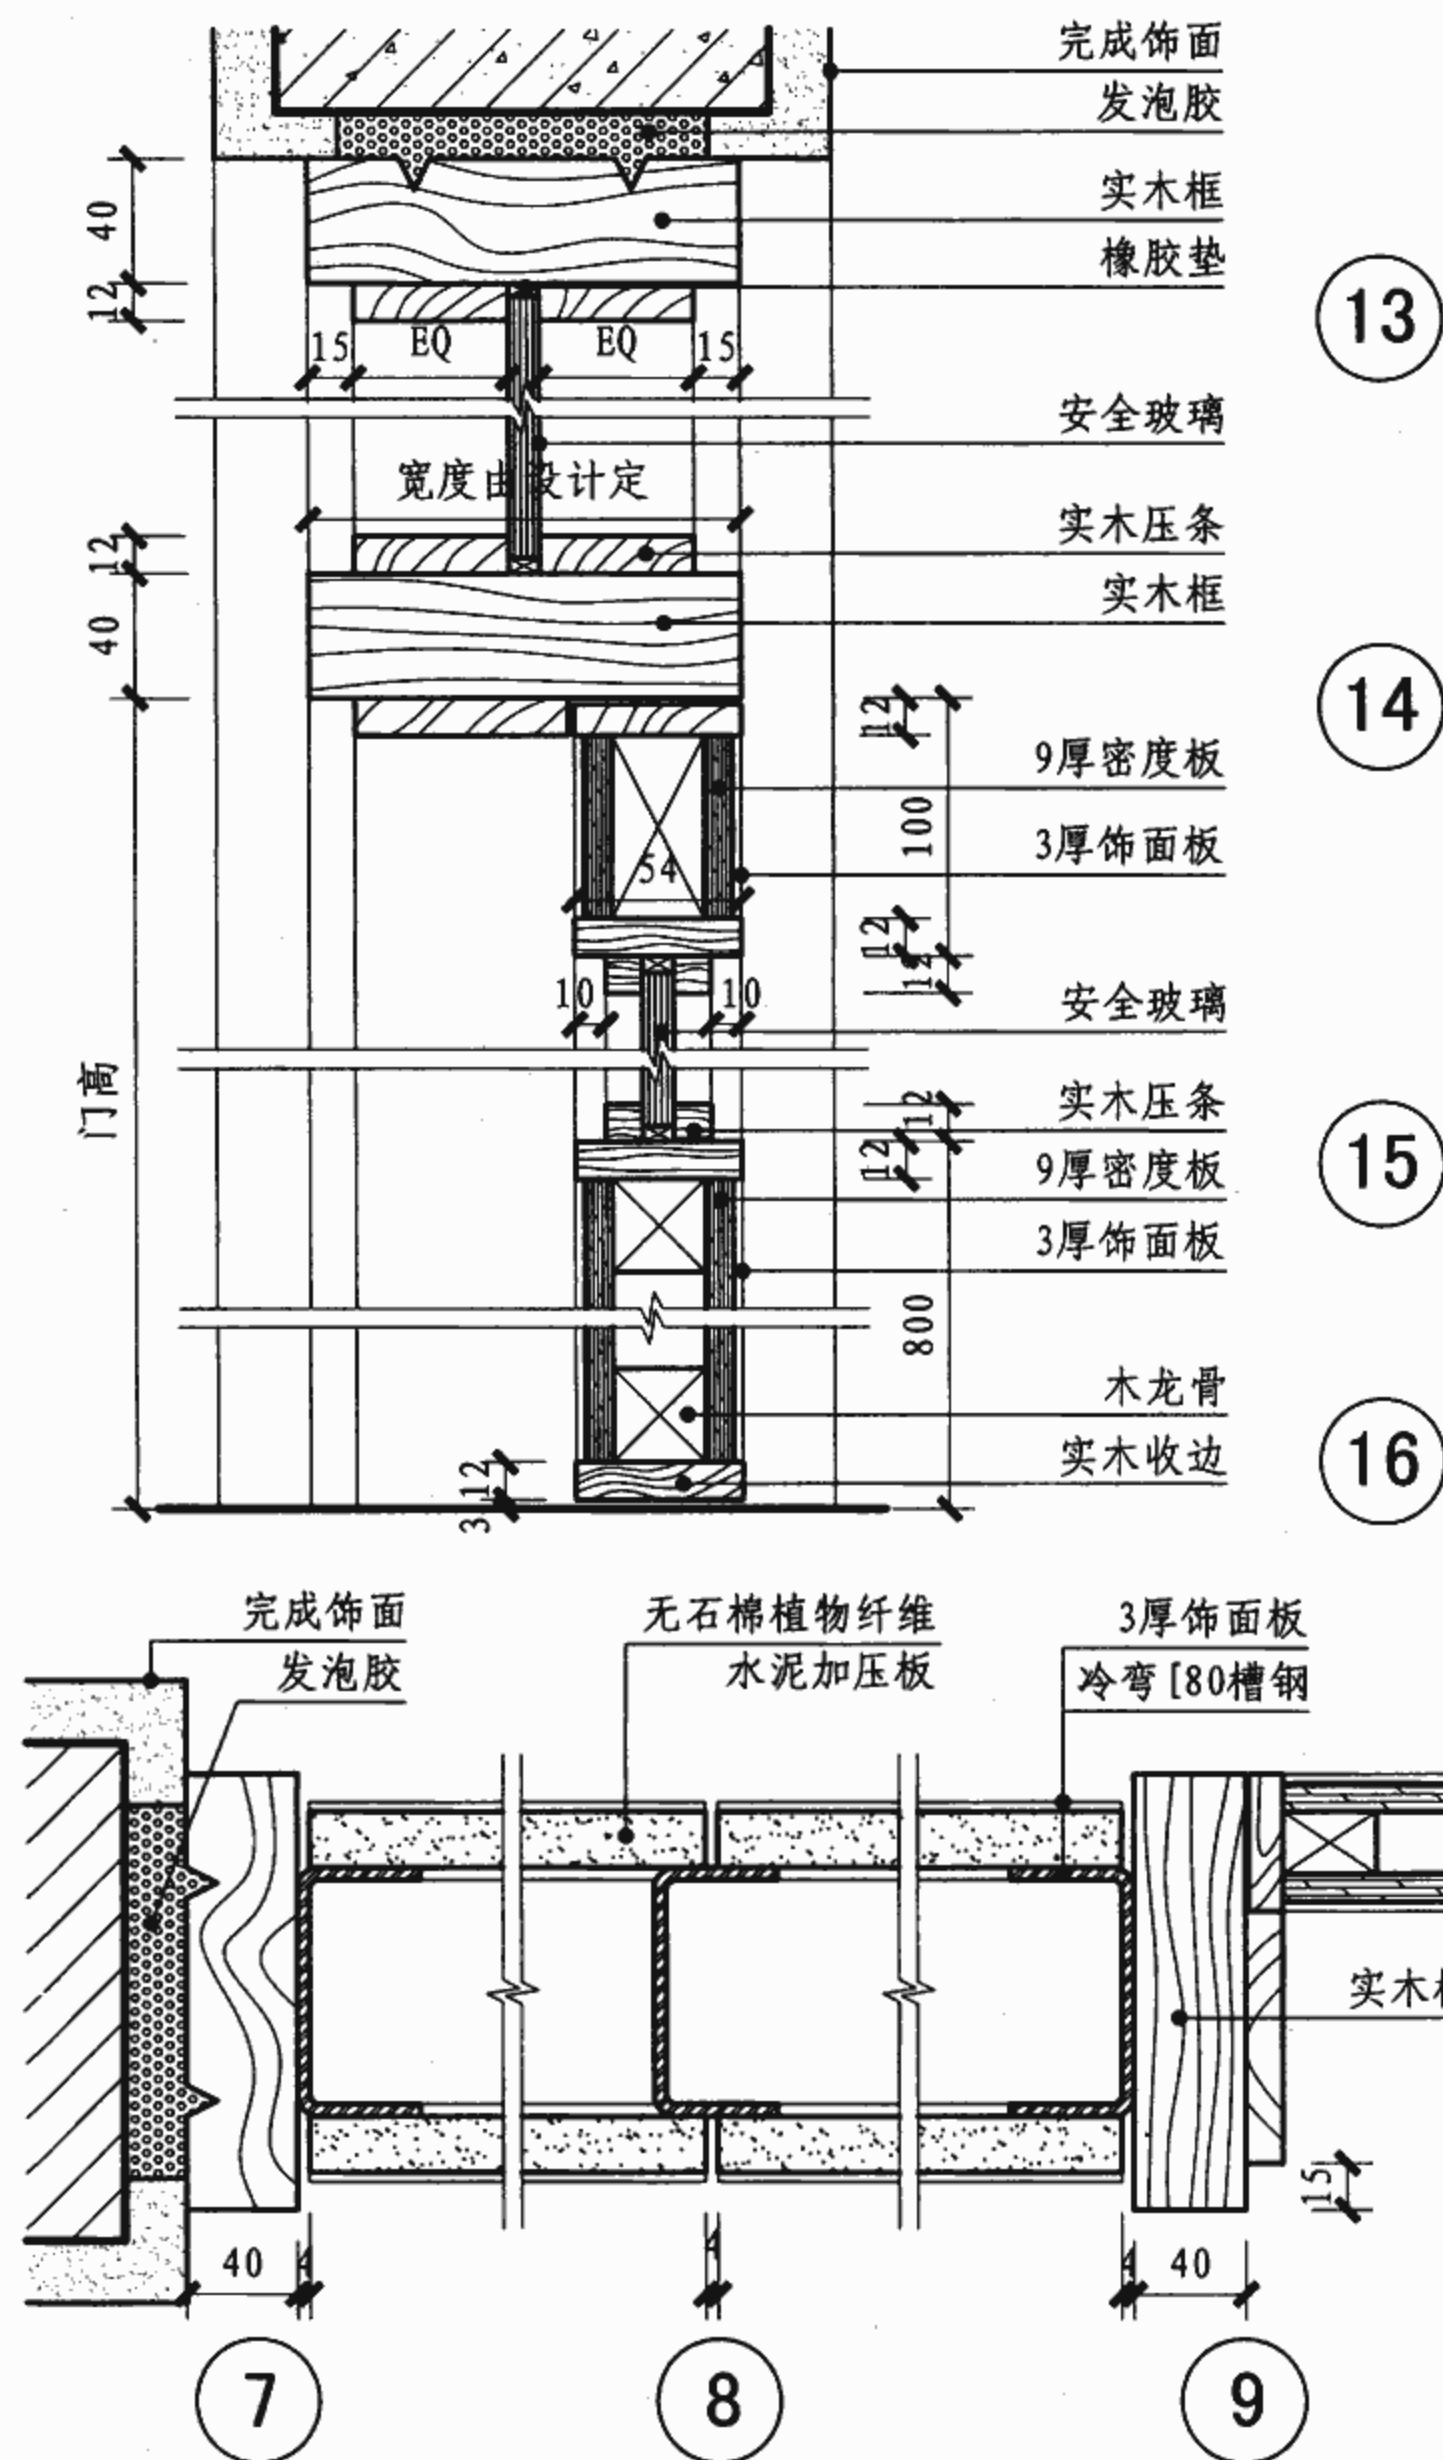 完成饰面
发泡胶
40
实木框
橡胶垫
12
13
15 EQ EQ 15
安全玻璃
宽度由设计定
实木压条
12
实木框
40
14
12
9厚密度板
100
3厚饰面板
54
12
12
10 10
安全玻璃
门高
实木压条
12
15
12
9厚密度板
3厚饰面板
800
木龙骨
16
实木收边
12
3
完成饰面
发泡胶
无石棉植物纤维
水泥加压板
3厚饰面板
冷弯[80槽钢
实木
15
40 4 4 4 40
7 8 9